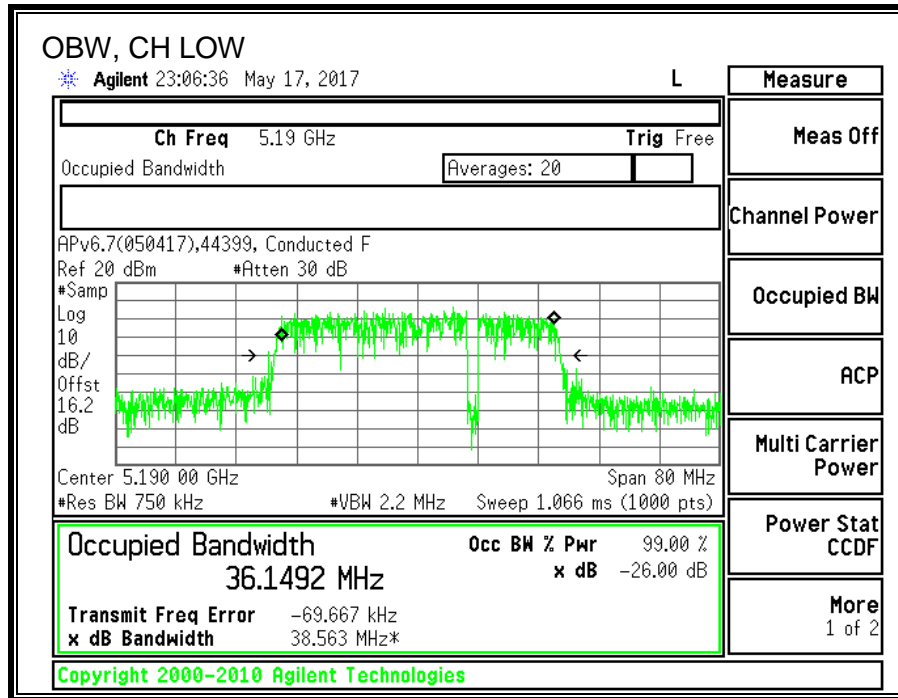 OBW, CH LOW
Agilent 23:06:36 May 17, 2017 L
Measure
Ch Freq 5.19 GHz Trig Free
Meas Off
Occupied Bandwidth Averages: 20
Channel Power
APv6.7(050417),44399, Conducted F
Ref 20 dBm #Atten 30 dB
#Samp
Log
10
dB/
Offst
16.2
dB
Occupied BW
ACP
Multi Carrier
Power
Center 5.190 00 GHz Span 80 MHz
#Res BW 750 kHz #VBW 2.2 MHz Sweep 1.066 ms (1000 pts)
Power Stat
CCDF
Occupied Bandwidth Occ BW % Pwr 99.00 %
36.1492 MHz x dB -26.00 dB
Transmit Freq Error -69.667 kHz
x dB Bandwidth 38.563 MHz*
More
1 of 2
Copyright 2000-2010 Agilent Technologies